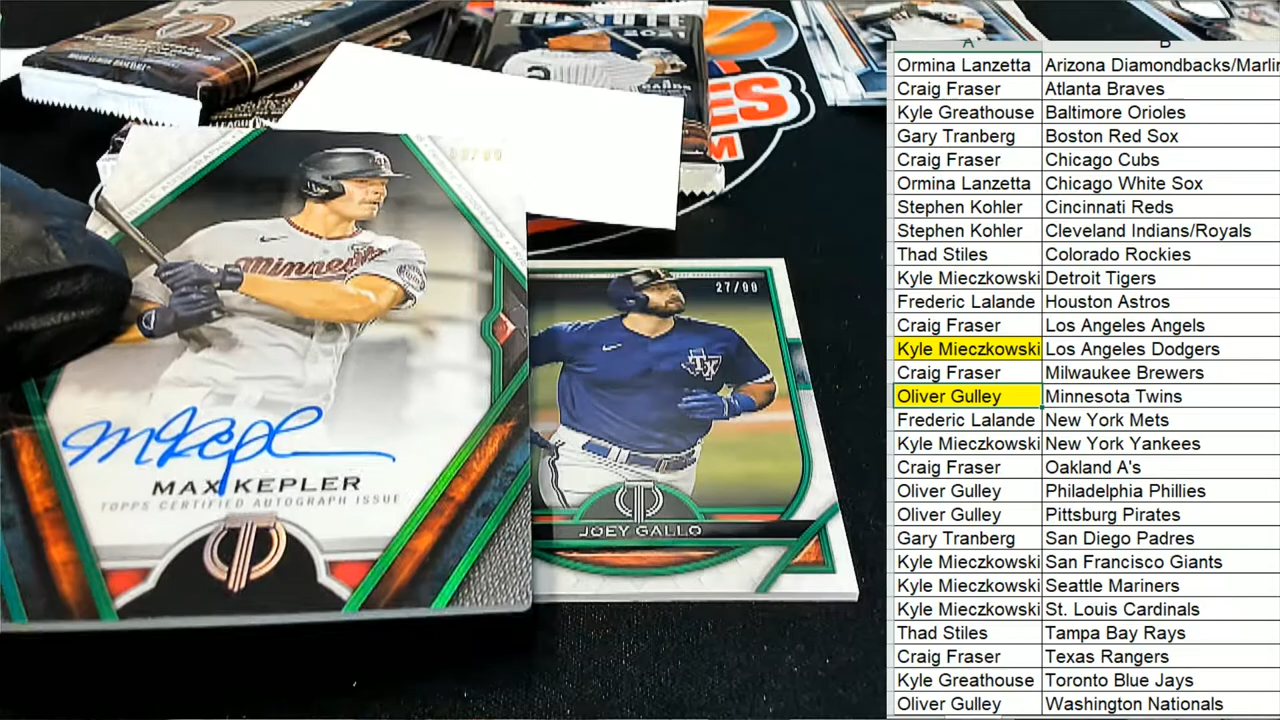 2021
ES
M
Minnesota
MAX KEPLER
TOPPS CERTIFIED AUTOGRAPH ISSUE
27/99
TX
JOEY GALLO
A
B
Ormina Lanzetta Arizona Diamondbacks/Marlin
Craig Fraser Atlanta Braves
Kyle Greathouse Baltimore Orioles
Gary Tranberg Boston Red Sox
Craig Fraser Chicago Cubs
Ormina Lanzetta Chicago White Sox
Stephen Kohler Cincinnati Reds
Stephen Kohler Cleveland Indians/Royals
Thad Stiles Colorado Rockies
Kyle Mieczkowski Detroit Tigers
Frederic Lalande Houston Astros
Craig Fraser Los Angeles Angels
Kyle Mieczkowski Los Angeles Dodgers
Craig Fraser Milwaukee Brewers
Oliver Gulley Minnesota Twins
Frederic Lalande New York Mets
Kyle Mieczkowski New York Yankees
Craig Fraser Oakland A's
Oliver Gulley Philadelphia Phillies
Oliver Gulley Pittsburg Pirates
Gary Tranberg San Diego Padres
Kyle Mieczkowski San Francisco Giants
Kyle Mieczkowski Seattle Mariners
Kyle Mieczkowski St. Louis Cardinals
Thad Stiles Tampa Bay Rays
Craig Fraser Texas Rangers
Kyle Greathouse Toronto Blue Jays
Oliver Gulley Washington Nationals